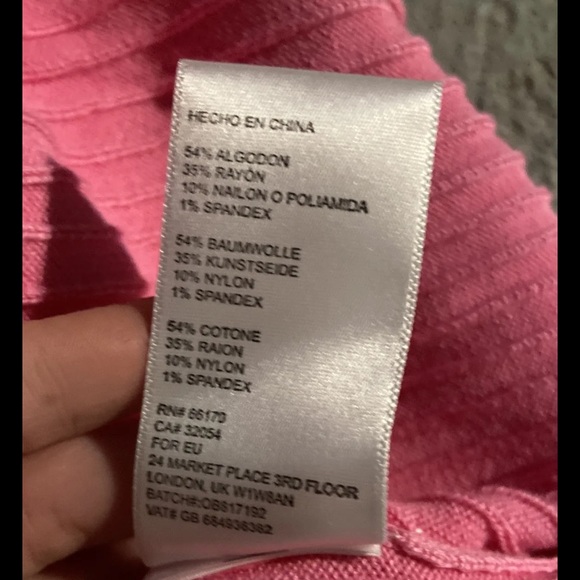 HECHO EN CHINA
54% ALGODON
35% RAYÓN
10% NAILON O POLIAMIDA
1% SPANDEX
54% BAUMWOLLE
35% KUNSTSEIDE
10% NYLON
1% SPANDEX
54% COTONE
35% RAION
10% NYLON
1% SPANDEX
RN# 66170
CA# 32054
FOR EU
24 MARKET PLACE 3RD FLOOR
LONDON, UK W1W8AN
BATCH#:OB817192
VAT# GB 684936362